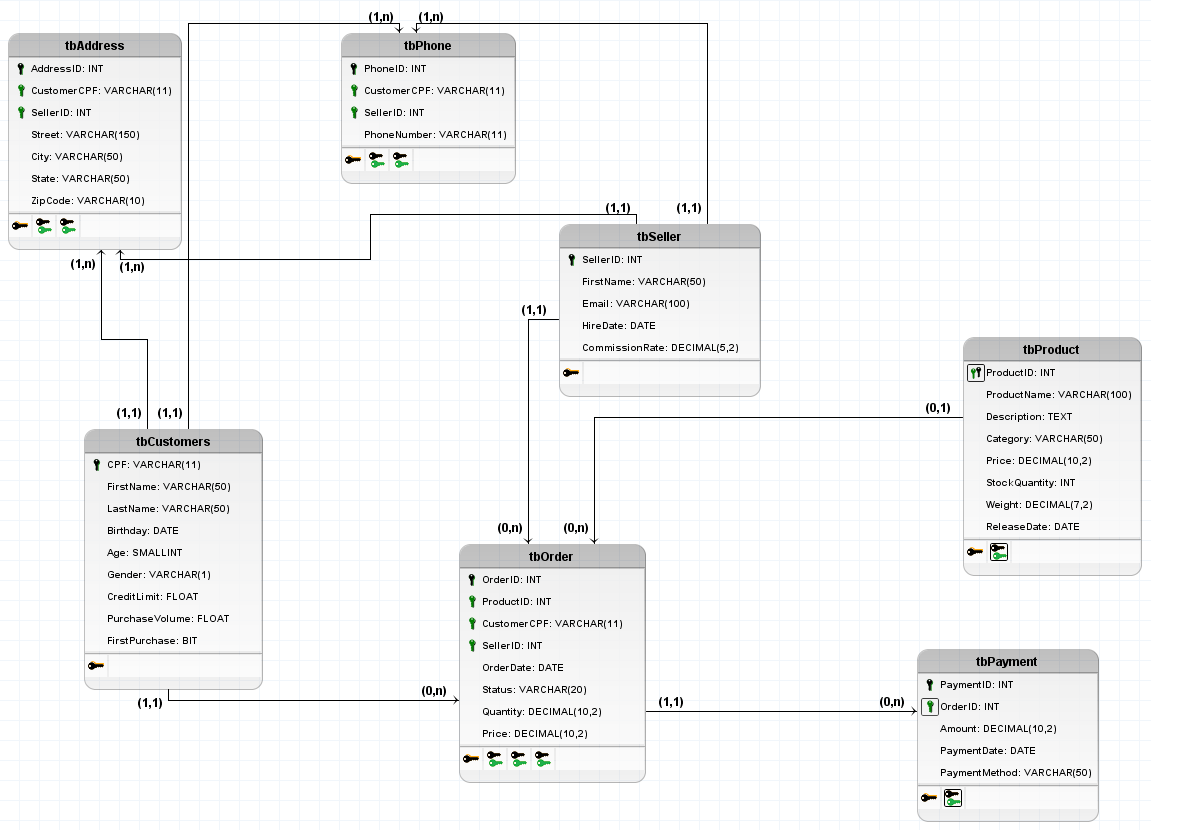 (1,n)
(1,n)
tbAddress
AddressID: INT
CustomerCPF: VARCHAR(11)
SellerID: INT
Street: VARCHAR(150)
City: VARCHAR(50)
State: VARCHAR(50)
ZipCode: VARCHAR(10)
tbPhone
PhoneID: INT
CustomerCPF: VARCHAR(11)
SellerID: INT
PhoneNumber: VARCHAR(11)
(1,1)
(1,1)
(1,n)
(1,n)
tbSeller
SellerID: INT
FirstName: VARCHAR(50)
Email: VARCHAR(100)
HireDate: DATE
CommissionRate: DECIMAL(5,2)
(1,1)
tbProduct
ProductID: INT
ProductName: VARCHAR(100)
Description: TEXT
Category: VARCHAR(50)
Price: DECIMAL(10,2)
StockQuantity: INT
Weight: DECIMAL(7,2)
ReleaseDate: DATE
(0,1)
(1,1)
(1,1)
tbCustomers
CPF: VARCHAR(11)
FirstName: VARCHAR(50)
LastName: VARCHAR(50)
Birthday: DATE
Age: SMALLINT
Gender: VARCHAR(1)
CreditLimit: FLOAT
PurchaseVolume: FLOAT
FirstPurchase: BIT
(0,n)
(0,n)
tbOrder
OrderID: INT
ProductID: INT
CustomerCPF: VARCHAR(11)
SellerID: INT
OrderDate: DATE
Status: VARCHAR(20)
Quantity: DECIMAL(10,2)
Price: DECIMAL(10,2)
(1,1)
(0,n)
(1,1)
(0,n)
tbPayment
PaymentID: INT
OrderID: INT
Amount: DECIMAL(10,2)
PaymentDate: DATE
PaymentMethod: VARCHAR(50)